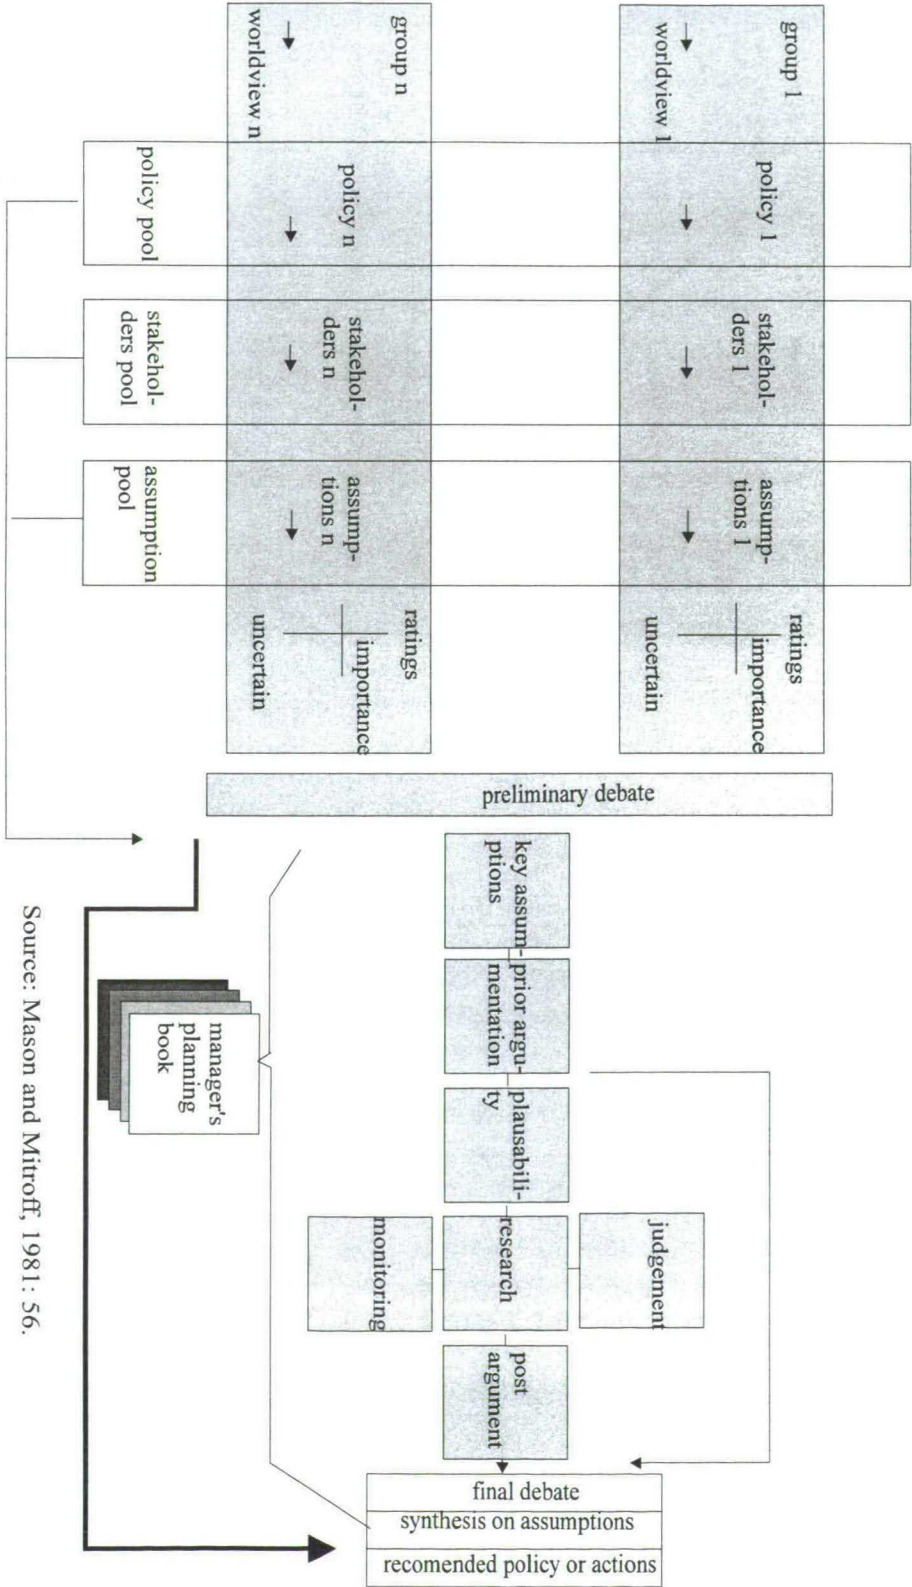 group 1
worldview 1
policy 1
stakehol-
ders 1
assump-
tions 1
ratings
importance
uncertain
group n
worldview n
policy n
stakehol-
ders n
assump-
tions n
ratings
importance
uncertain
policy pool
stakehol-
ders pool
assumption
pool
preliminary debate
key assum-
ptions
prior argu-
mentation
plausabili-
ty
judgement
research
monitoring
post
argument
final debate
synthesis on assumptions
recomended policy or actions
manager's
planning
book
Source: Mason and Mitroff, 1981: 56.